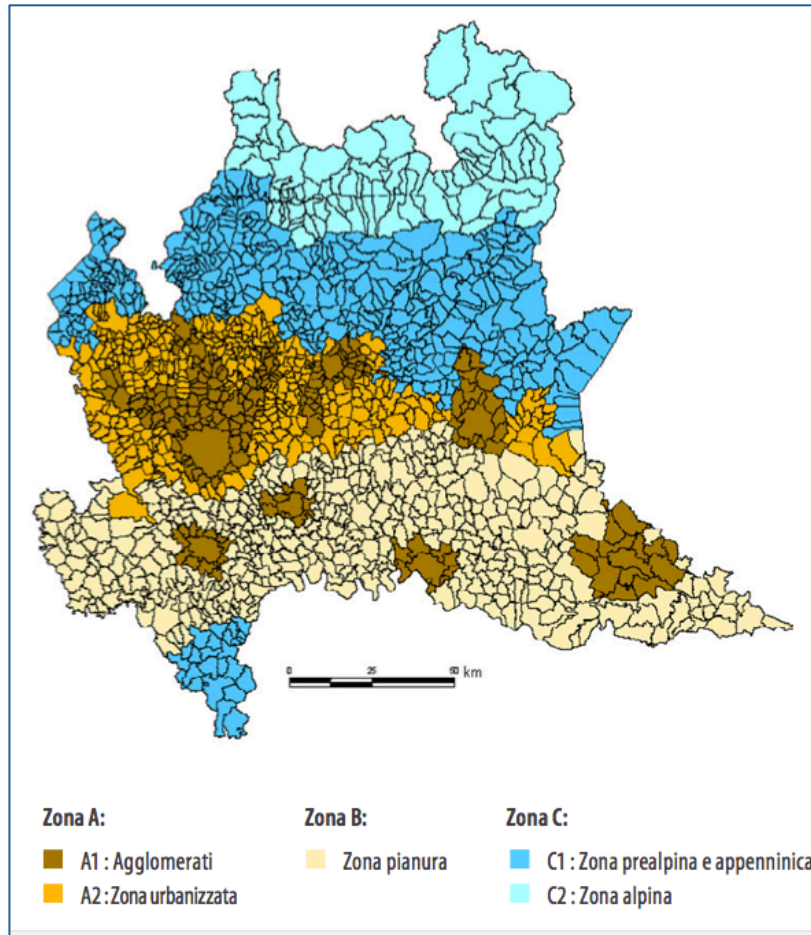 0 25 50 km
Zona A:
A1 : Agglomerati
A2 : Zona urbanizzata
Zona B:
Zona pianura
Zona C:
C1 : Zona prealpina e appenninica
C2 : Zona alpina